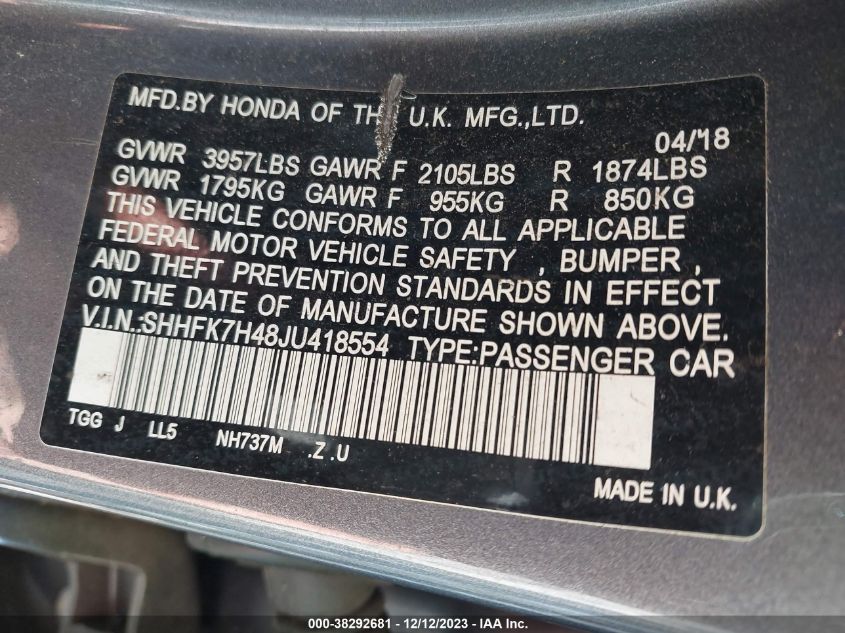 MFD.BY HONDA OF TH U.K. MFG.,LTD.
04/18
GVWR 3957LBS GAWR F 2105LBS R 1874LBS
GVWR 1795KG GAWR F 955KG R 850KG
THIS VEHICLE CONFORMS TO ALL APPLICABLE
FEDERAL MOTOR VEHICLE SAFETY , BUMPER ,
AND THEFT PREVENTION STANDARDS IN EFFECT
ON THE DATE OF MANUFACTURE SHOWN ABOVE.
V.I.N.:SHHFK7H48JU418554 TYPE:PASSENGER CAR
TGG J LL5 NH737M .Z .U
MADE IN U.K.
000-38292681 - 12/12/2023 - IAA Inc.